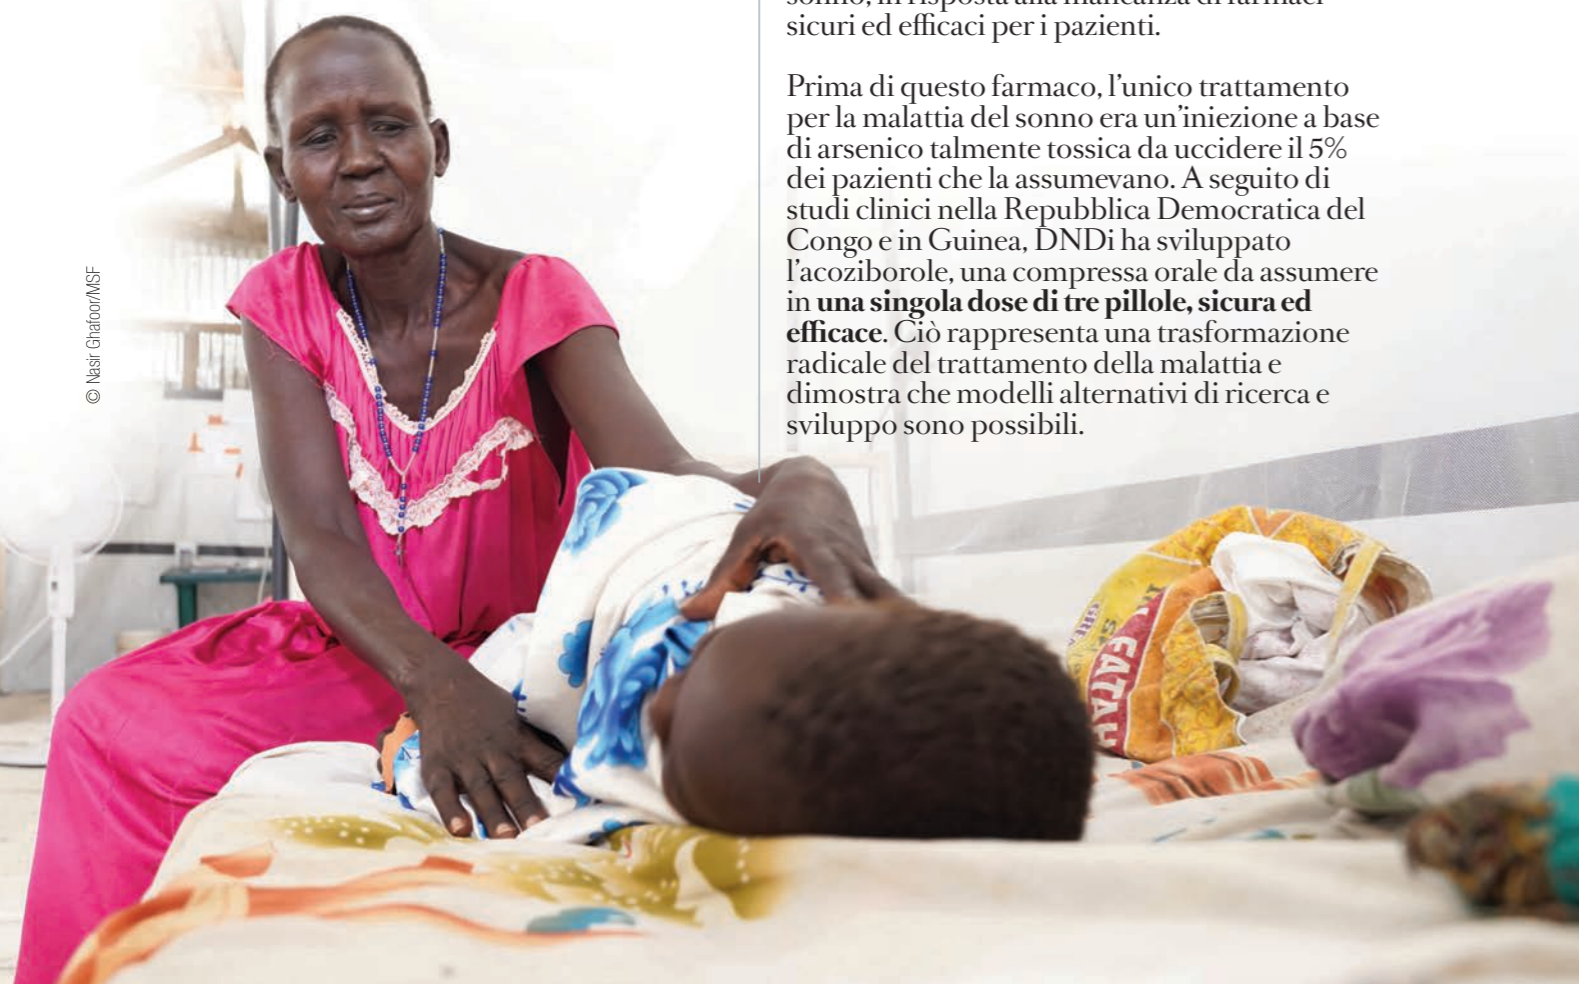 sicuri ed efficaci per i pazienti.
Prima di questo farmaco, l’unico trattamento
per la malattia del sonno era un’iniezione a base
di arsenico talmente tossica da uccidere il 5%
dei pazienti che la assumevano. A seguito di
studi clinici nella Repubblica Democratica del
Congo e in Guinea, DNDi ha sviluppato
l’acoziborole, una compressa orale da assumere
in una singola dose di tre pillole, sicura ed
efficace. Ciò rappresenta una trasformazione
radicale del trattamento della malattia e
dimostra che modelli alternativi di ricerca e
sviluppo sono possibili.
© Nasir Ghafoor/MSF